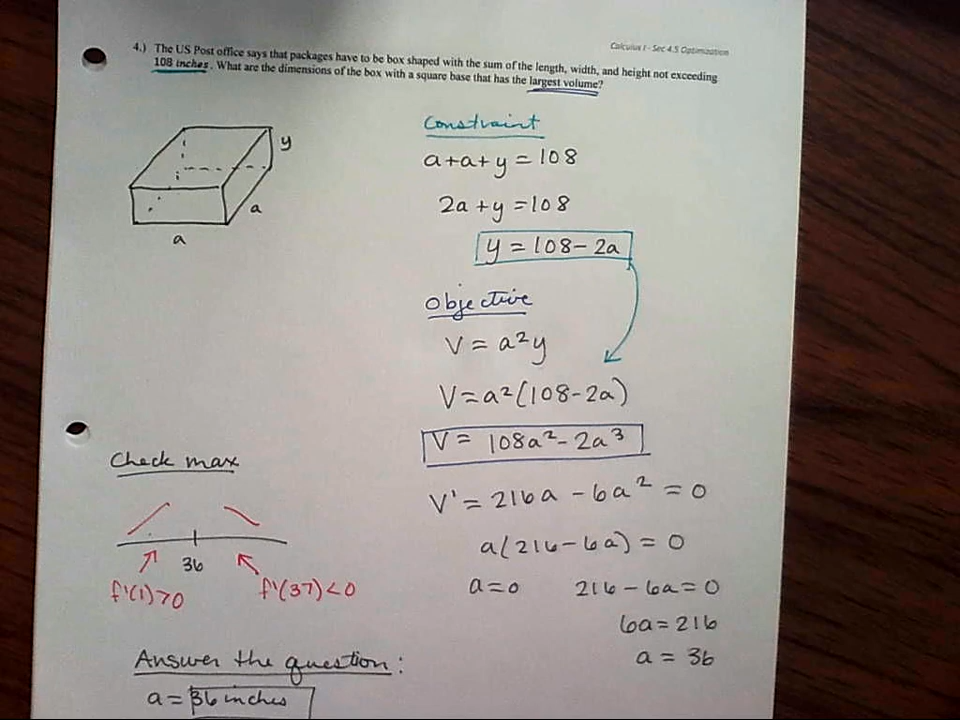 Calculus I - Sec 4.5 Optimization
4.) The US Post office says that packages have to be box shaped with the sum of the length, width, and height not exceeding
108 inches. What are the dimensions of the box with a square base that has the largest volume?
y
a
a
Constraint
a+a+y = 108
2a+y = 108
y = 108-2a
Objective
V = a²y
V = a²(108-2a)
V = 108a²-2a³
V' = 216a - 6a² = 0
a(216-6a) = 0
a=0 216-6a=0
6a=216
a = 36
Check max
36
f'(1)>0 f'(37)<0
Answer the question:
a = 36 inches